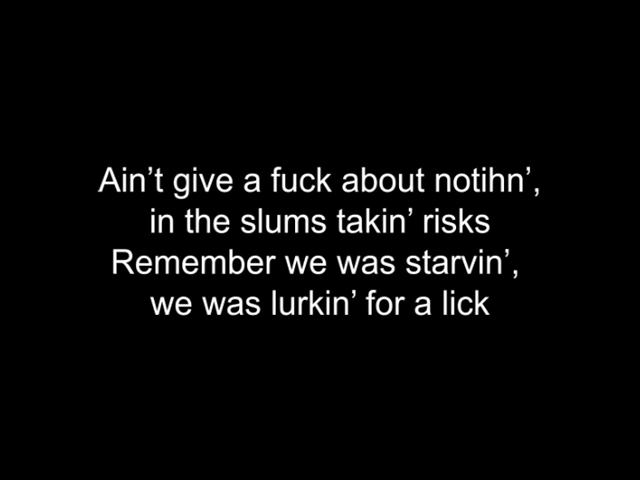 Ain’t give a fuck about notihn’,
in the slums takin’ risks
Remember we was starvin’,
we was lurkin’ for a lick